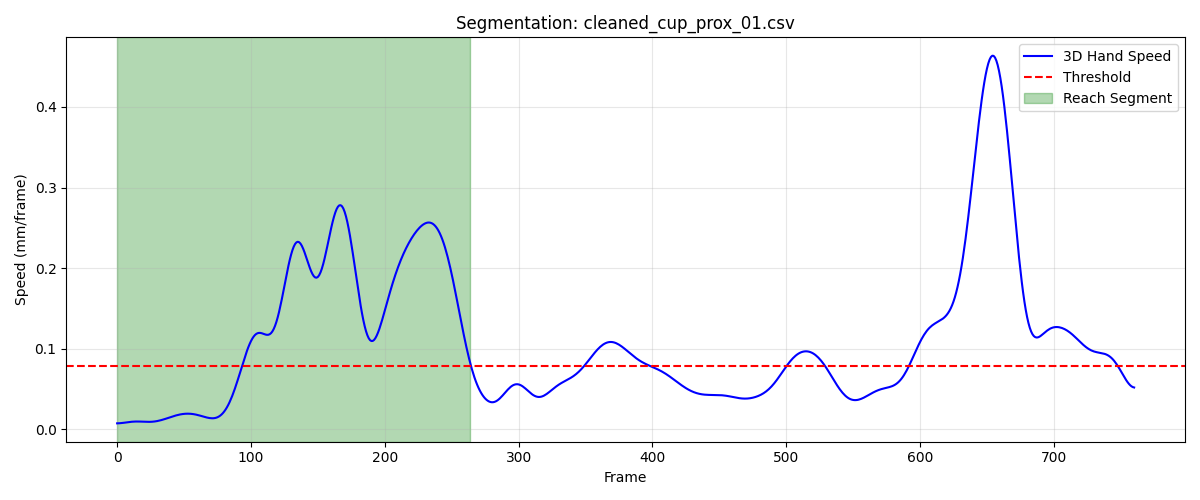 Segmentation: cleaned_cup_prox_01.csv
3D Hand Speed
Threshold
Reach Segment
Speed (mm/frame)
0.4
0.3
0.2
0.1
0.0
0 100 200 300 400 500 600 700
Frame